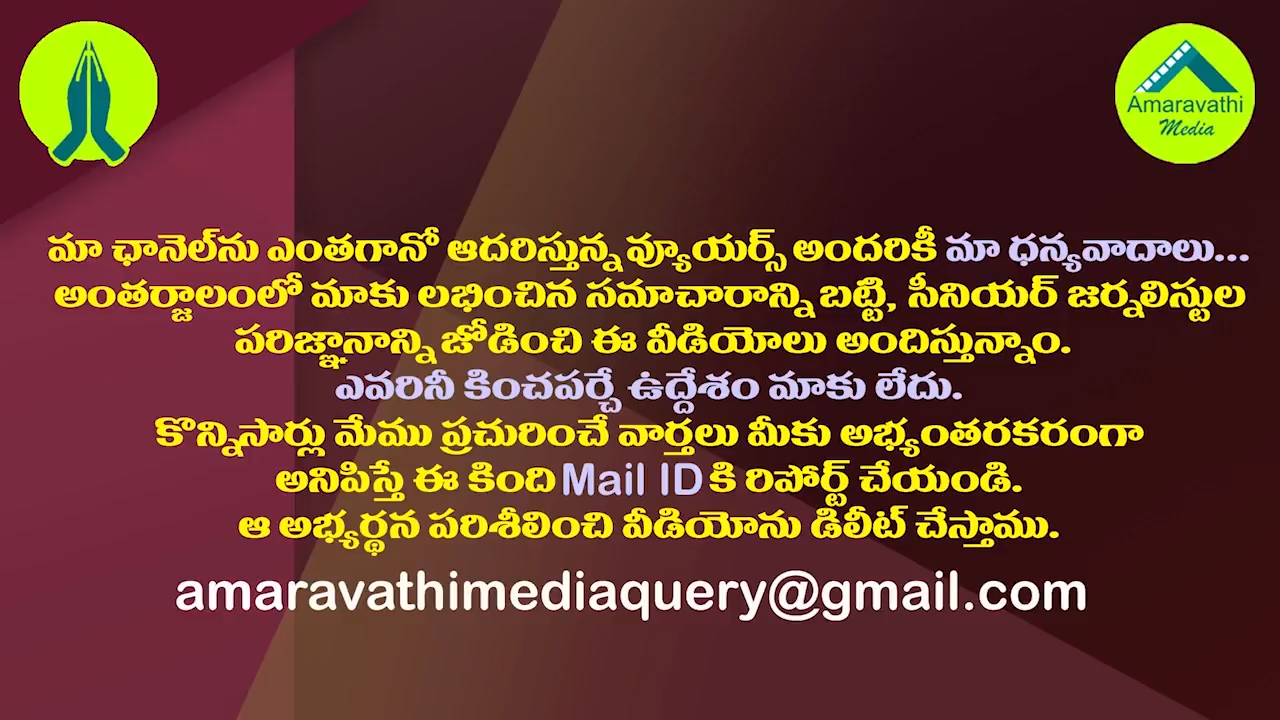 Amaravathi
Media
మా ఛానెల్‌ను ఎంతగానో ఆదరిస్తున్న వ్యూయర్స్ అందరికీ మా ధన్యవాదాలు...
అంతర్జాలంలో మాకు లభించిన సమాచారాన్ని బట్టి, సీనియర్ జర్నలిస్టుల
పరిజ్ఞానాన్ని జోడించి ఈ వీడియోలు అందిస్తున్నాం.
ఎవరినీ కించపర్చే ఉద్దేశం మాకు లేదు.
కొన్నిసార్లు మేము ప్రచురించే వార్తలు మీకు అభ్యంతరకరంగా
అనిపిస్తే ఈ కింది Mail ID కి రిపోర్ట్ చేయండి.
ఆ అభ్యర్థన పరిశీలించి వీడియోను డిలీట్ చేస్తాము.
amaravathimediaquery@gmail.com